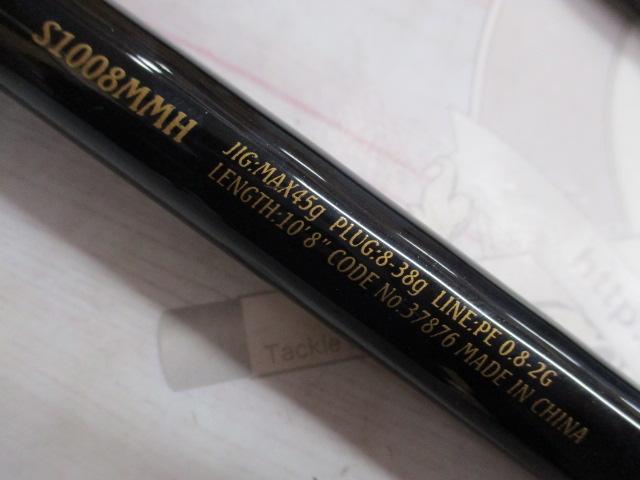 S1008MMH
JIG:MAX45g PLUG:8-38g LINE:PE 0.8-2G
LENGTH:10'8" CODE No.37876 MADE IN CHINA
Tackle
http: